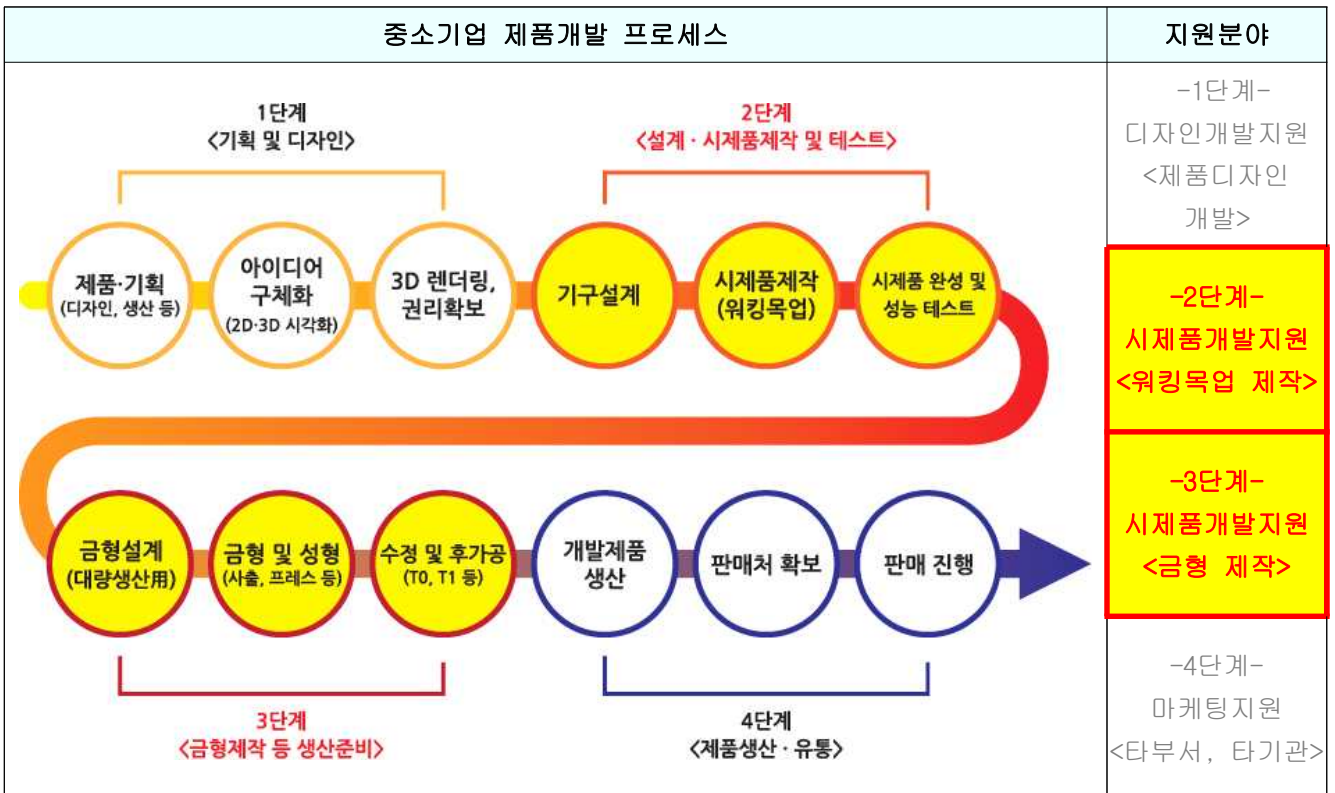 중소기업 제품개발 프로세스
지원분야
1단계
<기획 및 디자인>
2단계
<설계·시제품제작 및 테스트>
제품·기획
(디자인, 생산 등)
아이디어
구체화
(2D·3D 시각화)
3D 렌더링,
권리확보
기구설계
시제품제작
(워킹목업)
시제품 완성 및
성능 테스트
금형설계
(대량생산用)
금형 및 성형
(사출, 프레스 등)
수정 및 후가공
(T0, T1 등)
개발제품
생산
판매처 확보
판매 진행
3단계
<금형제작 등 생산준비>
4단계
<제품생산·유통>
-1단계-
디자인개발지원
<제품디자인
개발>
-2단계-
시제품개발지원
<워킹목업 제작>
-3단계-
시제품개발지원
<금형 제작>
-4단계-
마케팅지원
<타부서, 타기관>